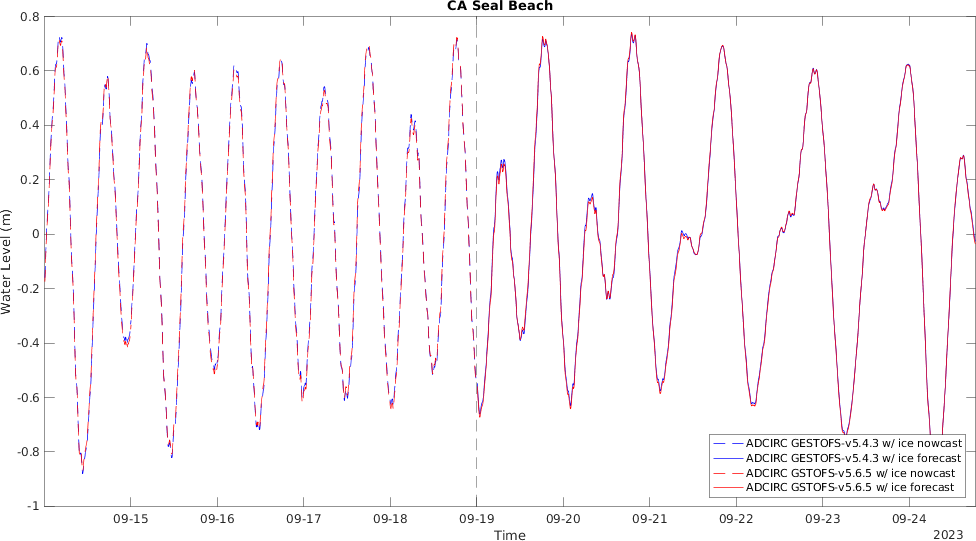 CA Seal Beach
0.8
0.6
0.4
0.2
0
-0.2
-0.4
-0.6
-0.8
-1
Water Level (m)
09-15 09-16 09-17 09-18 09-19 09-20 09-21 09-22 09-23 09-24
Time
2023
ADCIRC GESTOFS-v5.4.3 w/ ice nowcast
ADCIRC GESTOFS-v5.4.3 w/ ice forecast
ADCIRC GSTOFS-v5.6.5 w/ ice nowcast
ADCIRC GSTOFS-v5.6.5 w/ ice forecast